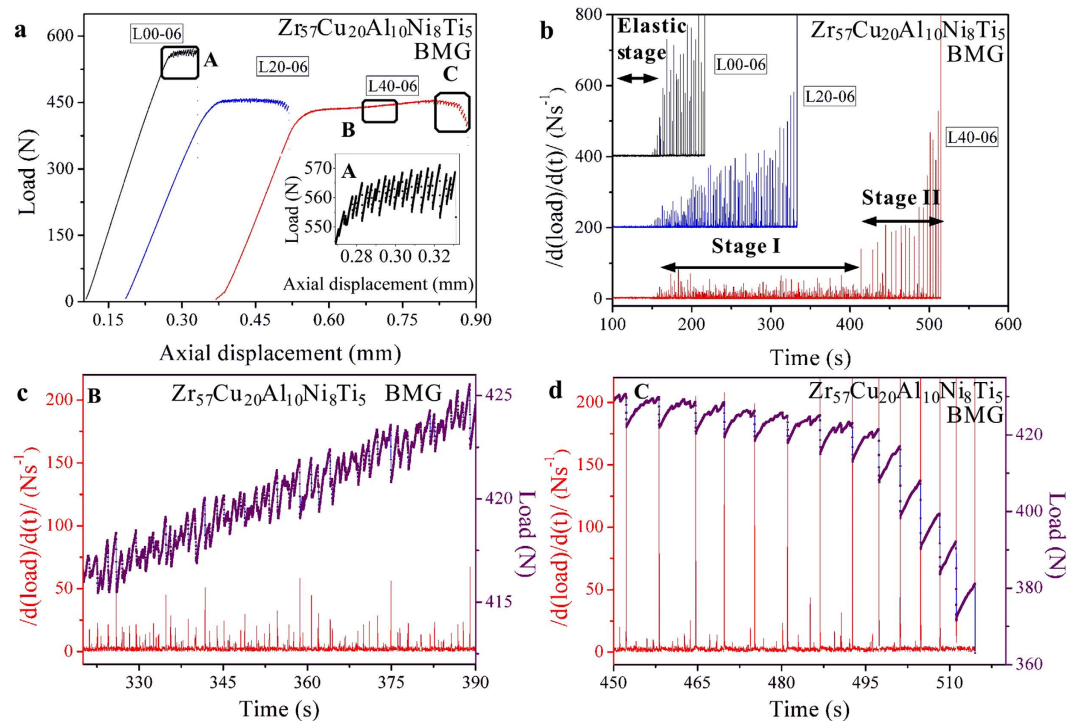 a
Zr57Cu20Al10Ni8Ti5
BMG
L00-06
A
L20-06
L40-06
B
C
600
450
300
150
0
Load (N)
0.15 0.30 0.45 0.60 0.75 0.90
Axial displacement (mm)
A
570
560
550
Load (N)
0.28 0.30 0.32
Axial displacement (mm)
b
Zr57Cu20Al10Ni8Ti5
BMG
Elastic
stage
L00-06
L20-06
L40-06
Stage I
Stage II
800
600
400
200
0
/d(load)/d(t)/ (Ns-1)
100 200 300 400 500 600
Time (s)
c
B
Zr57Cu20Al10Ni8Ti5 BMG
200
150
100
50
0
/d(load)/d(t)/ (Ns-1)
425
420
415
Load (N)
330 345 360 375 390
Time (s)
d
C
Zr57Cu20Al10Ni8Ti5
BMG
200
150
100
50
0
/d(load)/d(t)/ (Ns-1)
420
400
380
360
Load (N)
450 465 480 495 510
Time (s)